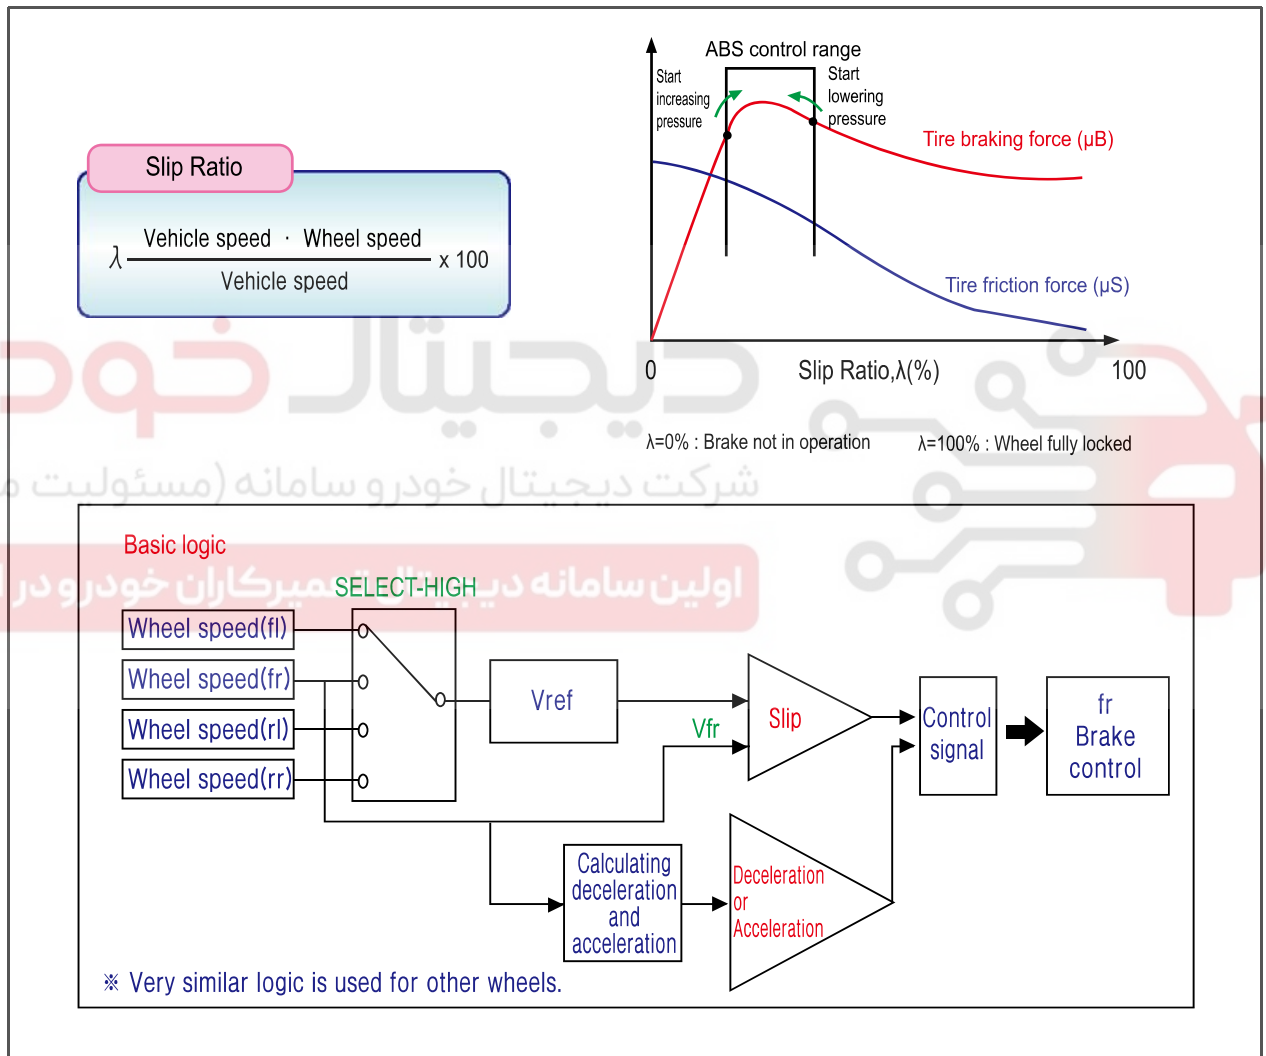 ABS control range
Start
increasing
pressure
Start
lowering
pressure
Tire braking force (µB)
Slip Ratio
λ Vehicle speed · Wheel speed
Vehicle speed
x 100
Tire friction force (µS)
0
Slip Ratio,λ(%)
100
λ=0% : Brake not in operation
λ=100% : Wheel fully locked
دیجیتال خود
شرکت دیجیتال خودرو سامانه (مسئولیت
اولین سامانه دیجیتال تعمیرکاران خودرو در
Basic logic
SELECT-HIGH
Wheel speed(fl)
Wheel speed(fr)
Wheel speed(rl)
Wheel speed(rr)
Vref
Vfr
Slip
Control
signal
fr
Brake
control
Calculating
deceleration
and
acceleration
Deceleration
or
Acceleration
※ Very similar logic is used for other wheels.